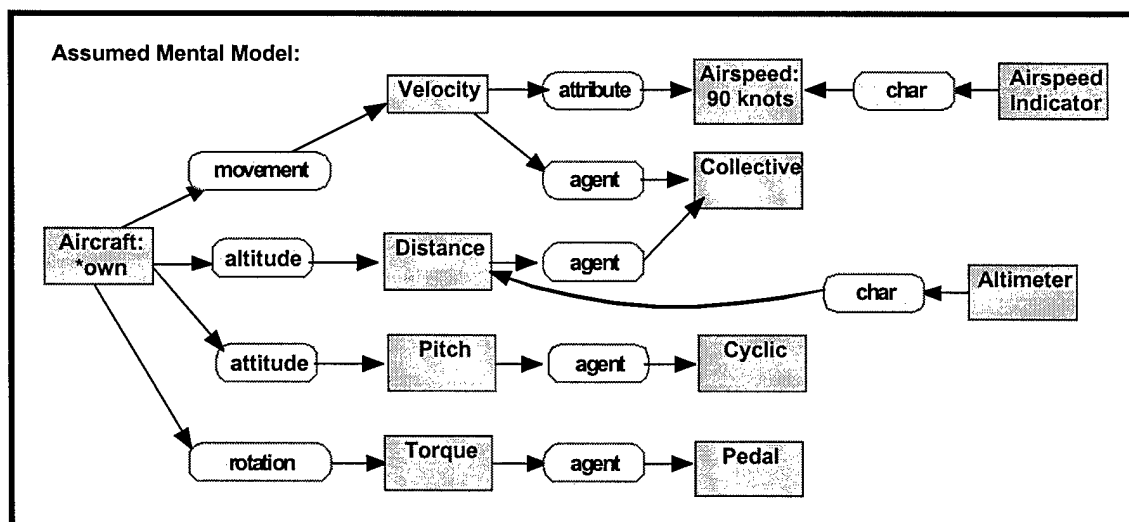 Assumed Mental Model:
Velocity
attribute
Airspeed:
90 knots
char
Airspeed
Indicator
movement
agent
Collective
Aircraft:
*own
altitude
Distance
agent
char
Altimeter
attitude
Pitch
agent
Cyclic
rotation
Torque
agent
Pedal